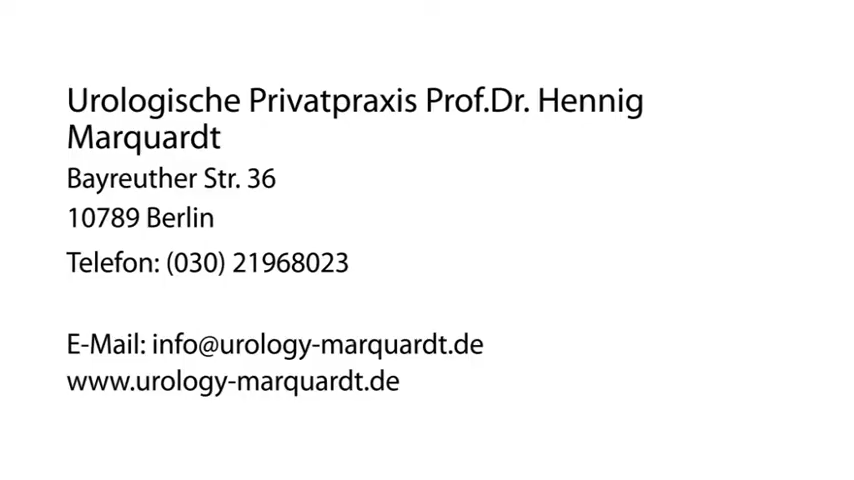 Urologische Privatpraxis Prof.Dr. Hennig
Marquardt
Bayreuther Str. 36
10789 Berlin
Telefon: (030) 21968023
E-Mail: info@urology-marquardt.de
www.urology-marquardt.de